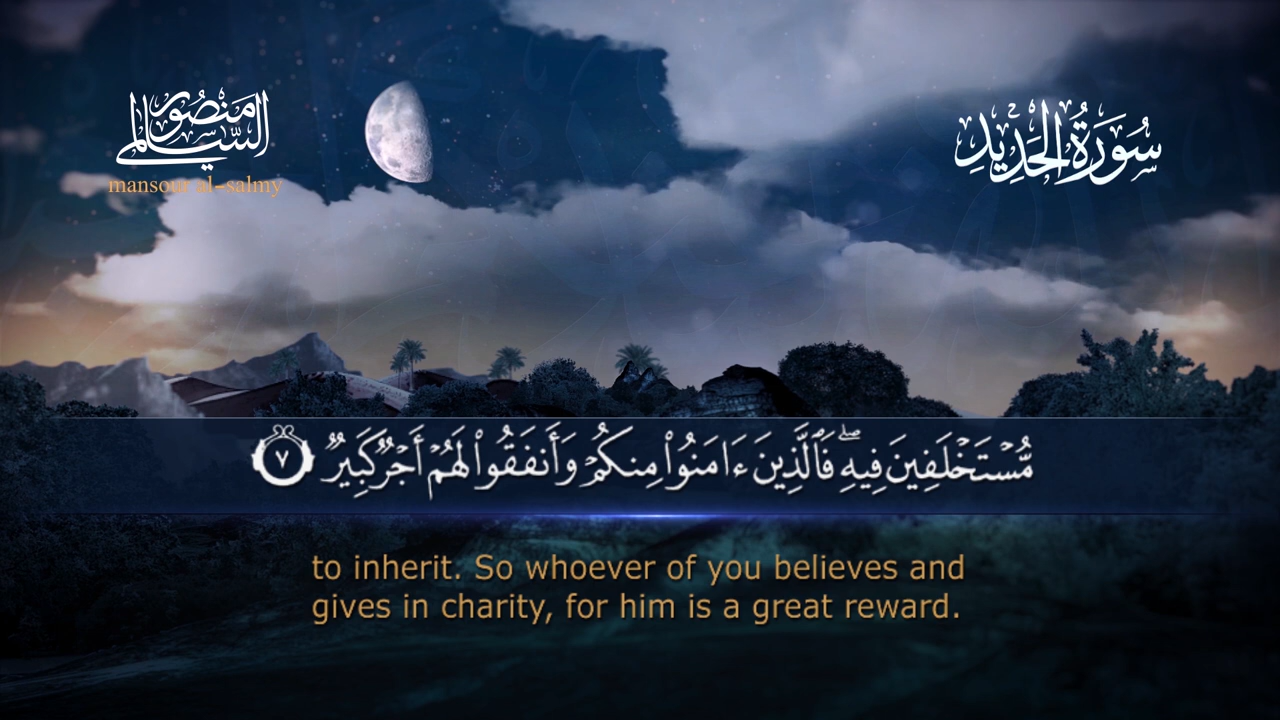 منصور السالمي
mansour al-salmy
سُورَةُ الحَدِيدِ
مُّسْتَخْلَفِينَ فِيهِ ۖ فَٱلَّذِينَ ءَامَنُوا۟ مِنكُمْ وَأَنفَقُوا۟ لَهُمْ أَجْرٌ كَبِيرٌ ٧
to inherit. So whoever of you believes and
gives in charity, for him is a great reward.